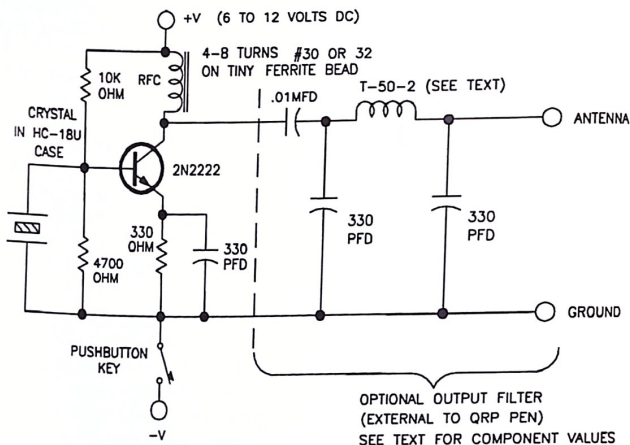 +V (6 TO 12 VOLTS DC)
4-8 TURNS #30 OR 32
ON TINY FERRITE BEAD
RFC
10K
OHM
T-50-2 (SEE TEXT)
.01MFD
ANTENNA
CRYSTAL
IN HC-18U
CASE
2N2222
330
PFD
330
PFD
330
OHM
330
PFD
4700
OHM
GROUND
PUSHBUTTON
KEY
-V
OPTIONAL OUTPUT FILTER
(EXTERNAL TO QRP PEN)
SEE TEXT FOR COMPONENT VALUES